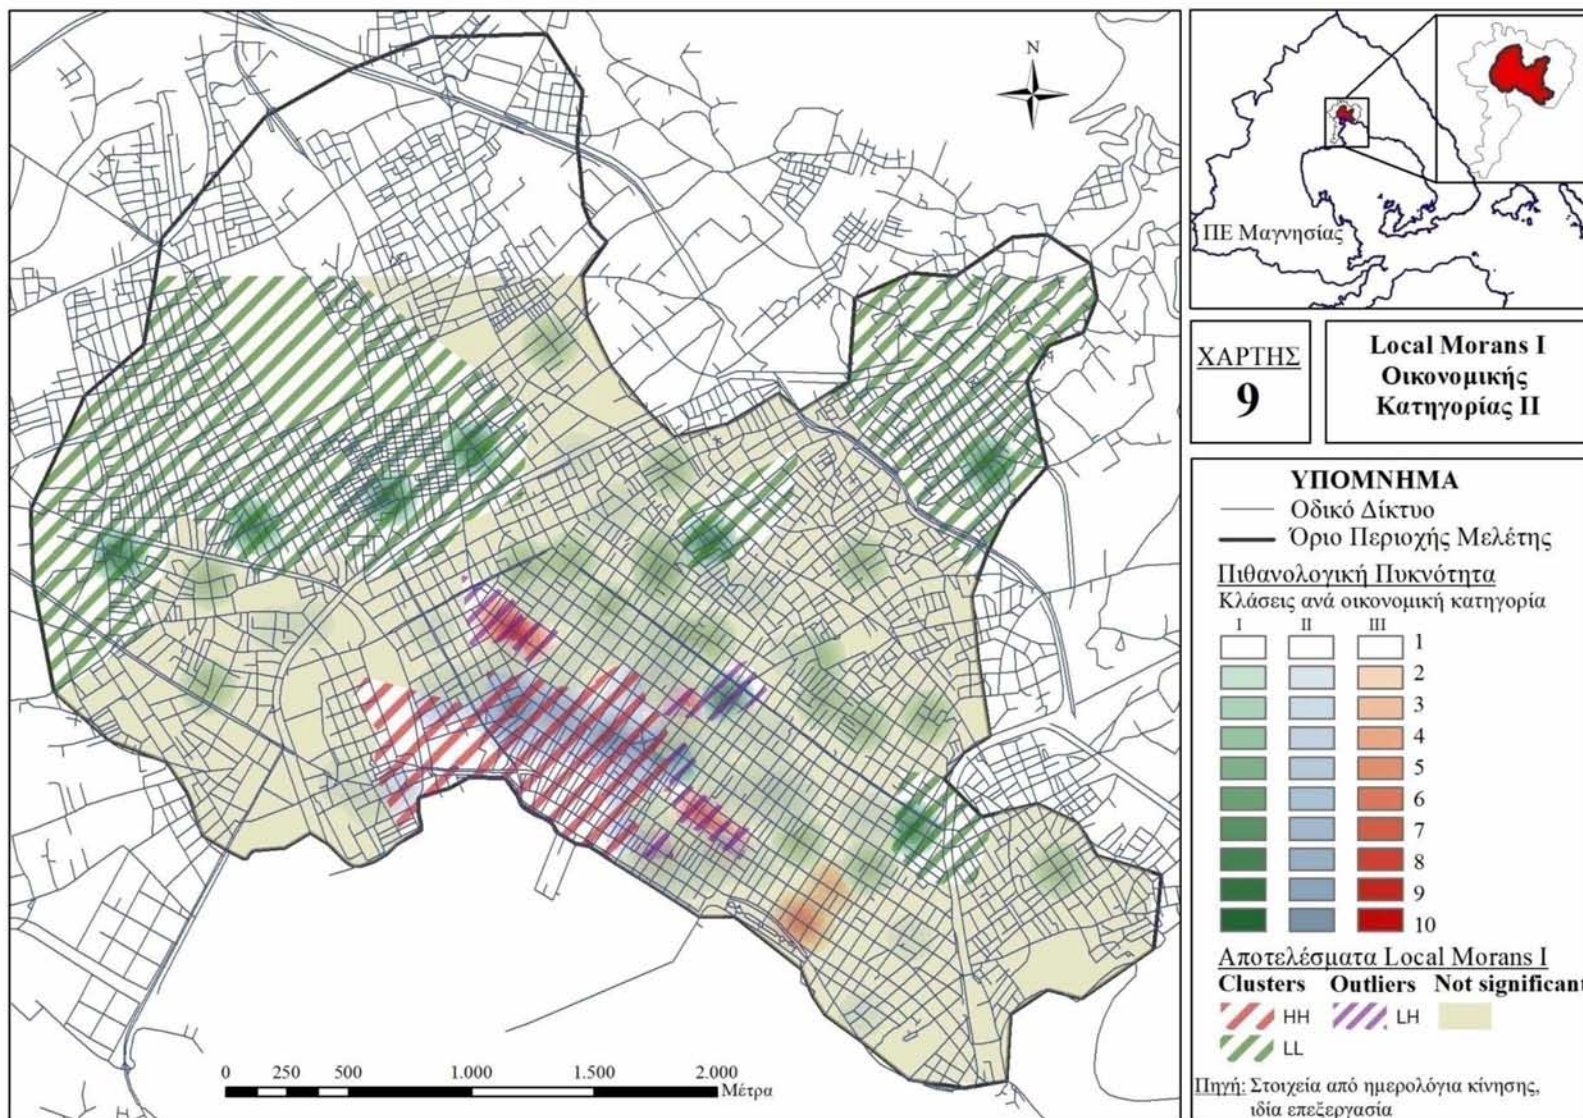 N
ΠΕ Μαγνησίας
ΧΑΡΤΗΣ
9
Local Morans I
Οικονομικής
Κατηγορίας ΙΙ
ΥΠΟΜΝΗΜΑ
Οδικό Δίκτυο
Όριο Περιοχής Μελέτης
Πιθανολογική Πυκνότητα
Κλάσεις ανά οικονομική κατηγορία
I II III
1
2
3
4
5
6
7
8
9
10
Αποτελέσματα Local Morans I
Clusters Outliers Not significant
HH LH
LL
Πηγή: Στοιχεία από ημερολόγια κίνησης,
ιδία επεξεργασία
0 250 500 1.000 1.500 2.000
Μέτρα